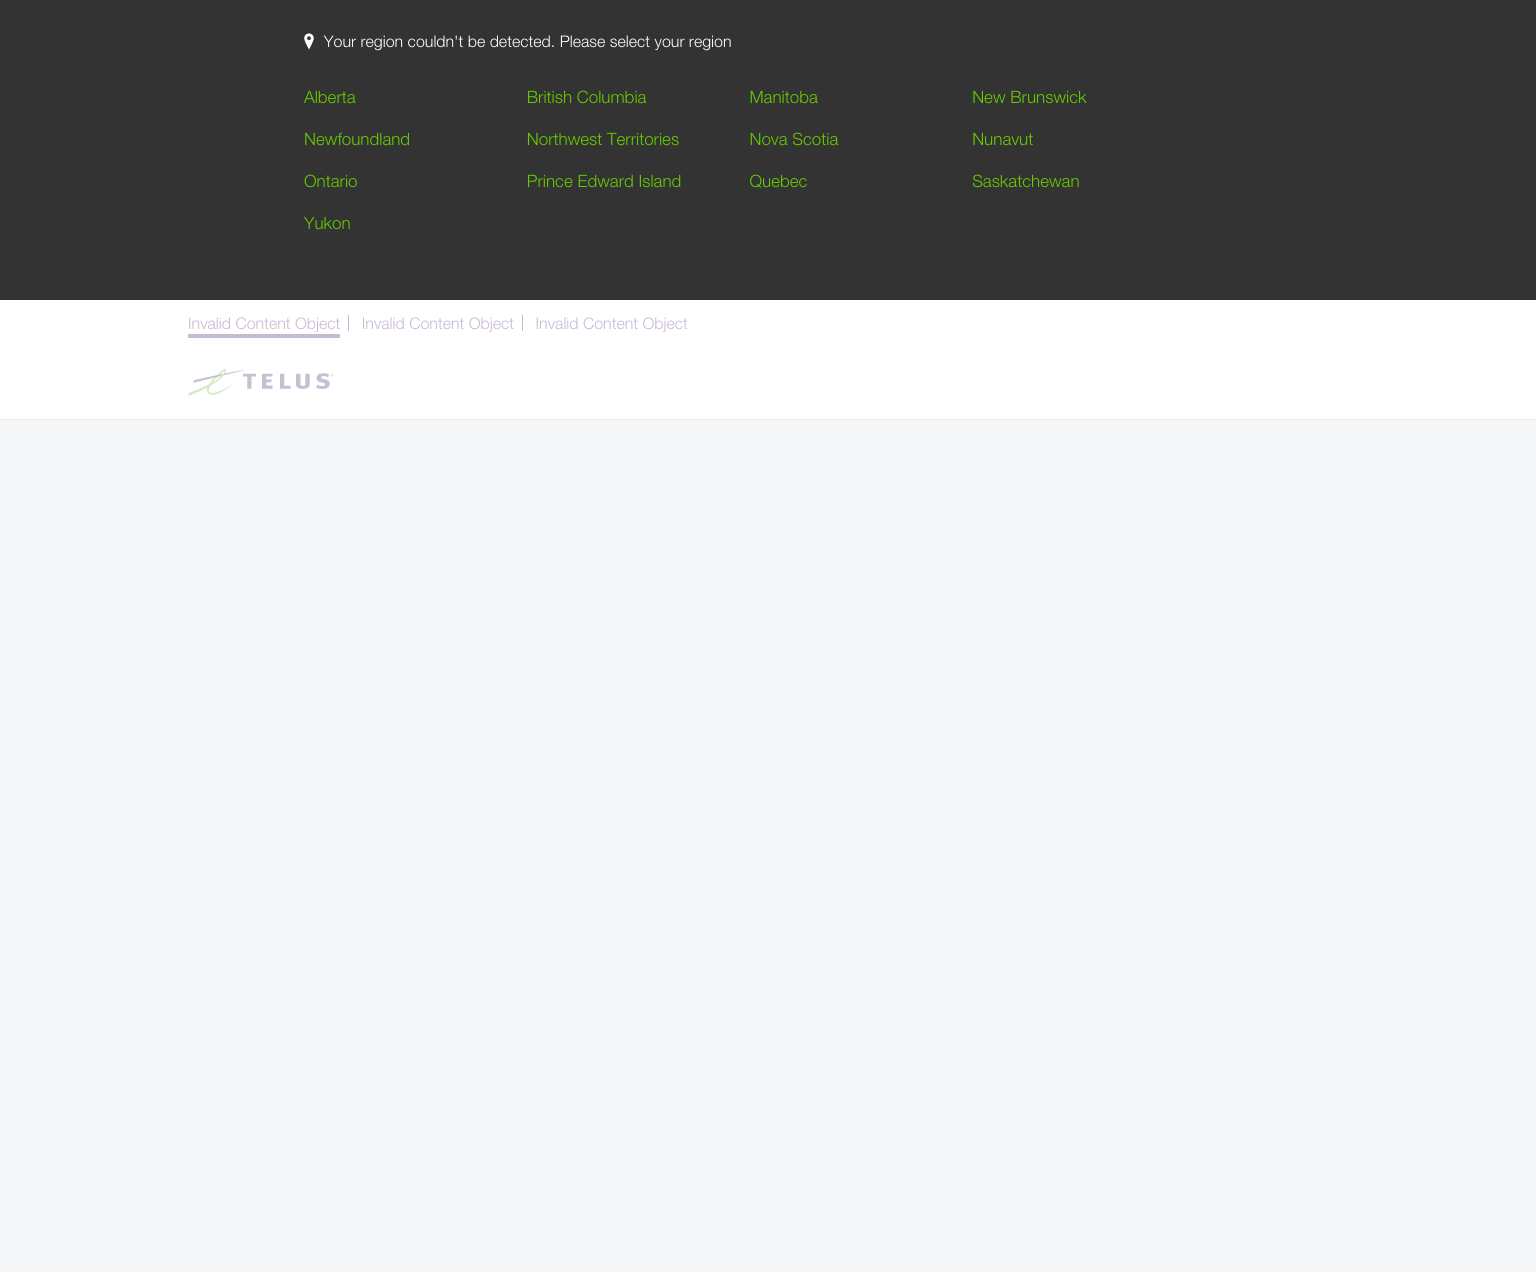 Your region couldn't be detected. Please select your region
Alberta British Columbia Manitoba New Brunswick
Newfoundland Northwest Territories Nova Scotia Nunavut
Ontario Prince Edward Island Quebec Saskatchewan
Yukon
Invalid Content Object Invalid Content Object Invalid Content Object
TELUS